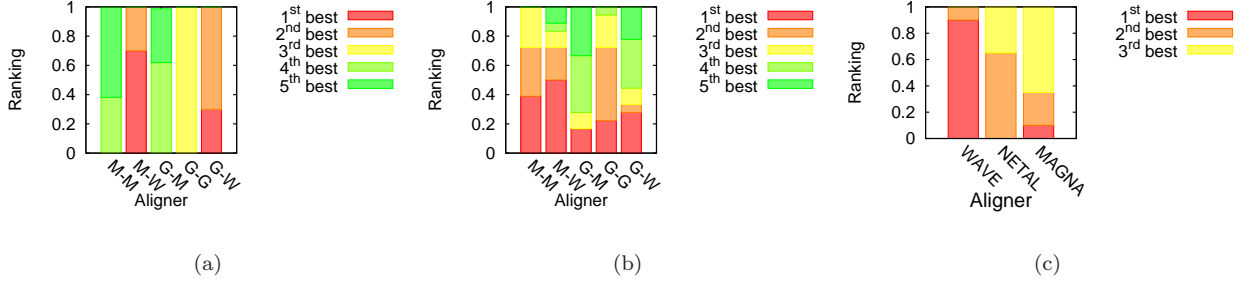 Ranking
1
0.8
0.6
0.4
0.2
0
M-M
M-W
G-M
G-G
G-W
Aligner
1st best
2nd best
3rd best
4th best
5th best
(a)
Ranking
1
0.8
0.6
0.4
0.2
0
M-M
M-W
G-M
G-G
G-W
Aligner
1st best
2nd best
3rd best
4th best
5th best
(b)
Ranking
1
0.8
0.6
0.4
0.2
0
WAVE
NETAL
MAGNA
Aligner
1st best
2nd best
3rd best
(c)